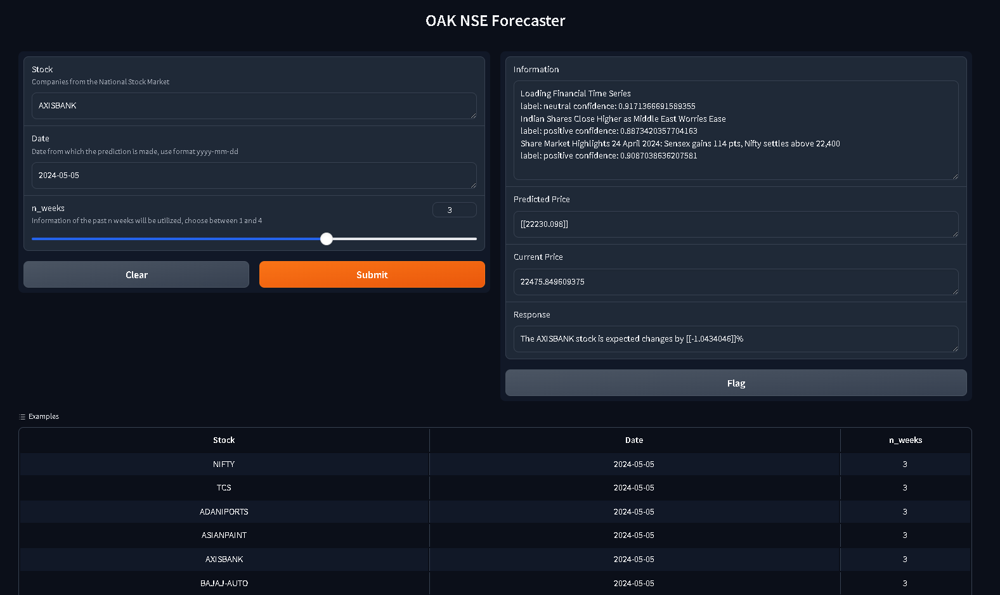 OAK NSE Forecaster
Stock
Companies from the National Stock Market
AXISBANK
Date
Date from which the prediction is made, use format yyyy-mm-dd
2024-05-05
n_weeks
3
Information of the past n weeks will be utilized, choose between 1 and 4
Clear
Submit
Information
Loading Financial Time Series
label: neutral confidence: 0.9171366691589355
Indian Shares Close Higher as Middle East Worries Ease
label: positive confidence: 0.8873420357704163
Share Market Highlights 24 April 2024: Sensex gains 114 pts, Nifty settles above 22,400
label: positive confidence: 0.9087038636207581
Predicted Price
[[22230.098]]
Current Price
22475.849609375
Response
The AXISBANK stock is expected changes by [[-1.0434046]]%
Flag
Examples
Stock Date n_weeks
NIFTY 2024-05-05 3
TCS 2024-05-05 3
ADANIPORTS 2024-05-05 3
ASIANPAINT 2024-05-05 3
AXISBANK 2024-05-05 3
BAJAJ-AUTO 2024-05-05 3